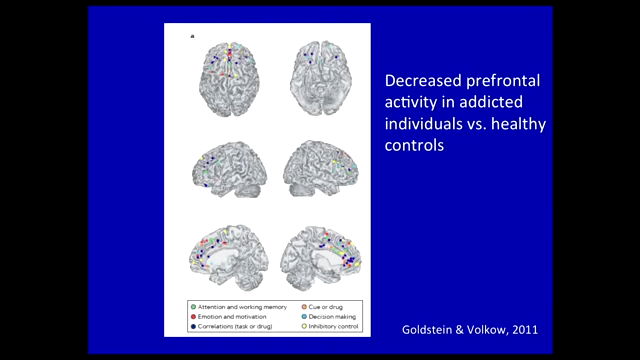 a
Decreased prefrontal
activity in addicted
individuals vs. healthy
controls
Attention and working memory
Cue or drug
Emotion and motivation
Decision making
Correlations (task or drug)
Inhibitory control
Goldstein & Volkow, 2011